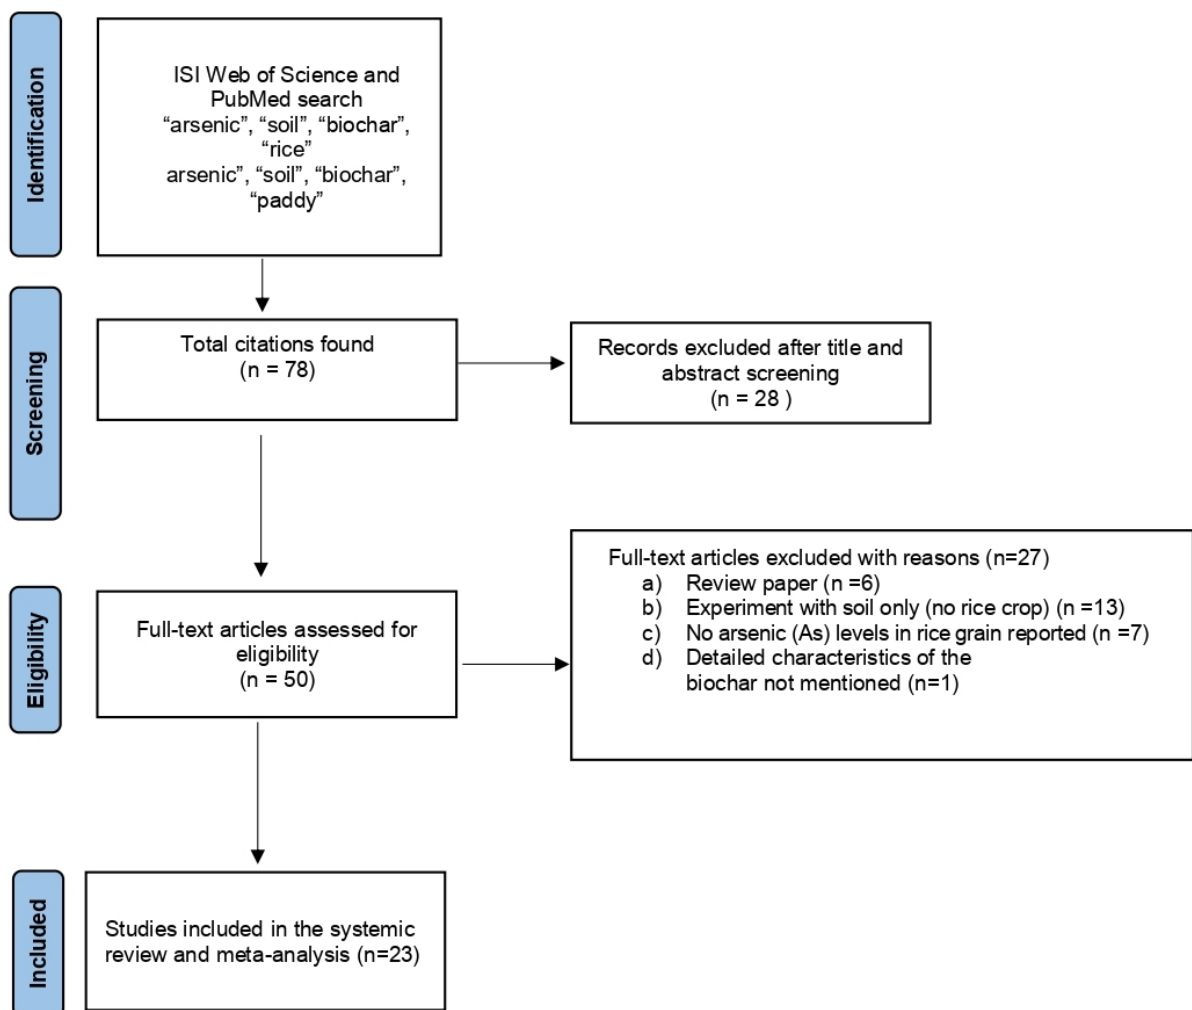 Identification
ISI Web of Science and
PubMed search
“arsenic”, “soil”, “biochar”,
“rice”
arsenic”, “soil”, “biochar”,
“paddy”
Screening
Total citations found
(n = 78)
Records excluded after title and
abstract screening
(n = 28 )
Eligibility
Full-text articles assessed for
eligibility
(n = 50)
Full-text articles excluded with reasons (n=27)
a) Review paper (n =6)
b) Experiment with soil only (no rice crop) (n =13)
c) No arsenic (As) levels in rice grain reported (n =7)
d) Detailed characteristics of the
biochar not mentioned (n=1)
Included
Studies included in the systemic
review and meta-analysis (n=23)